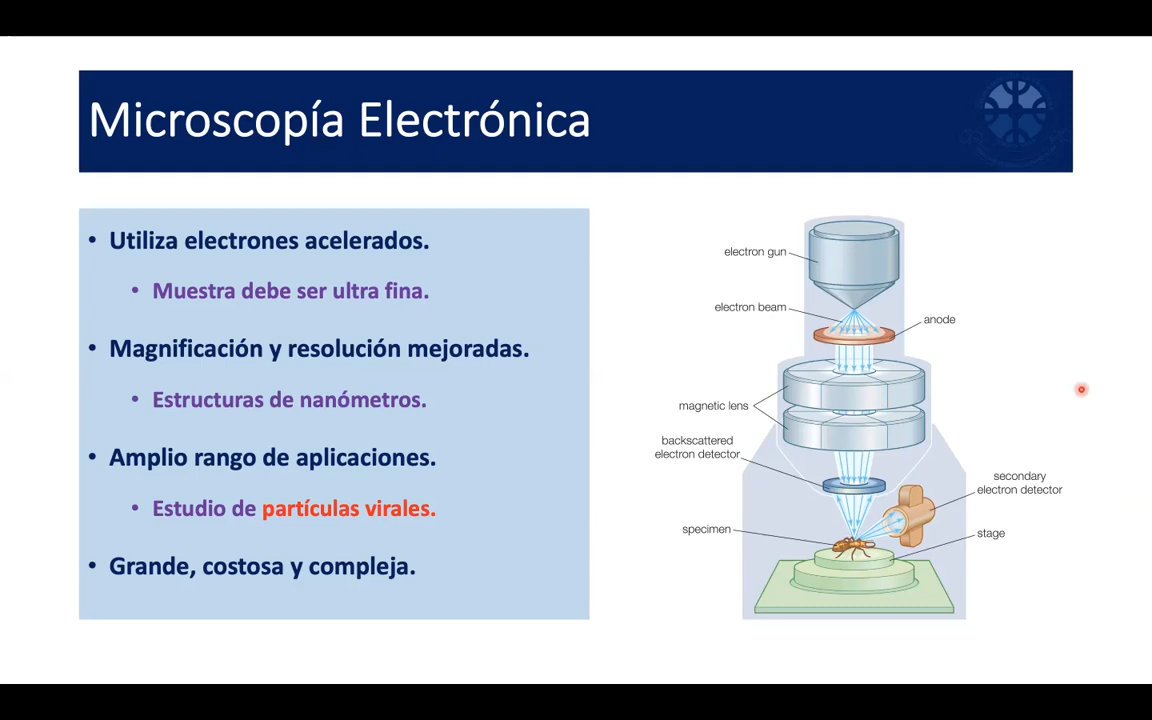 Microscopía Electrónica
• Utiliza electrones acelerados.
• Muestra debe ser ultra fina.
• Magnificación y resolución mejoradas.
• Estructuras de nanómetros.
• Amplio rango de aplicaciones.
• Estudio de partículas virales.
• Grande, costosa y compleja.
electron gun
electron beam
anode
magnetic lens
backscattered
electron detector
secondary
electron detector
specimen
stage